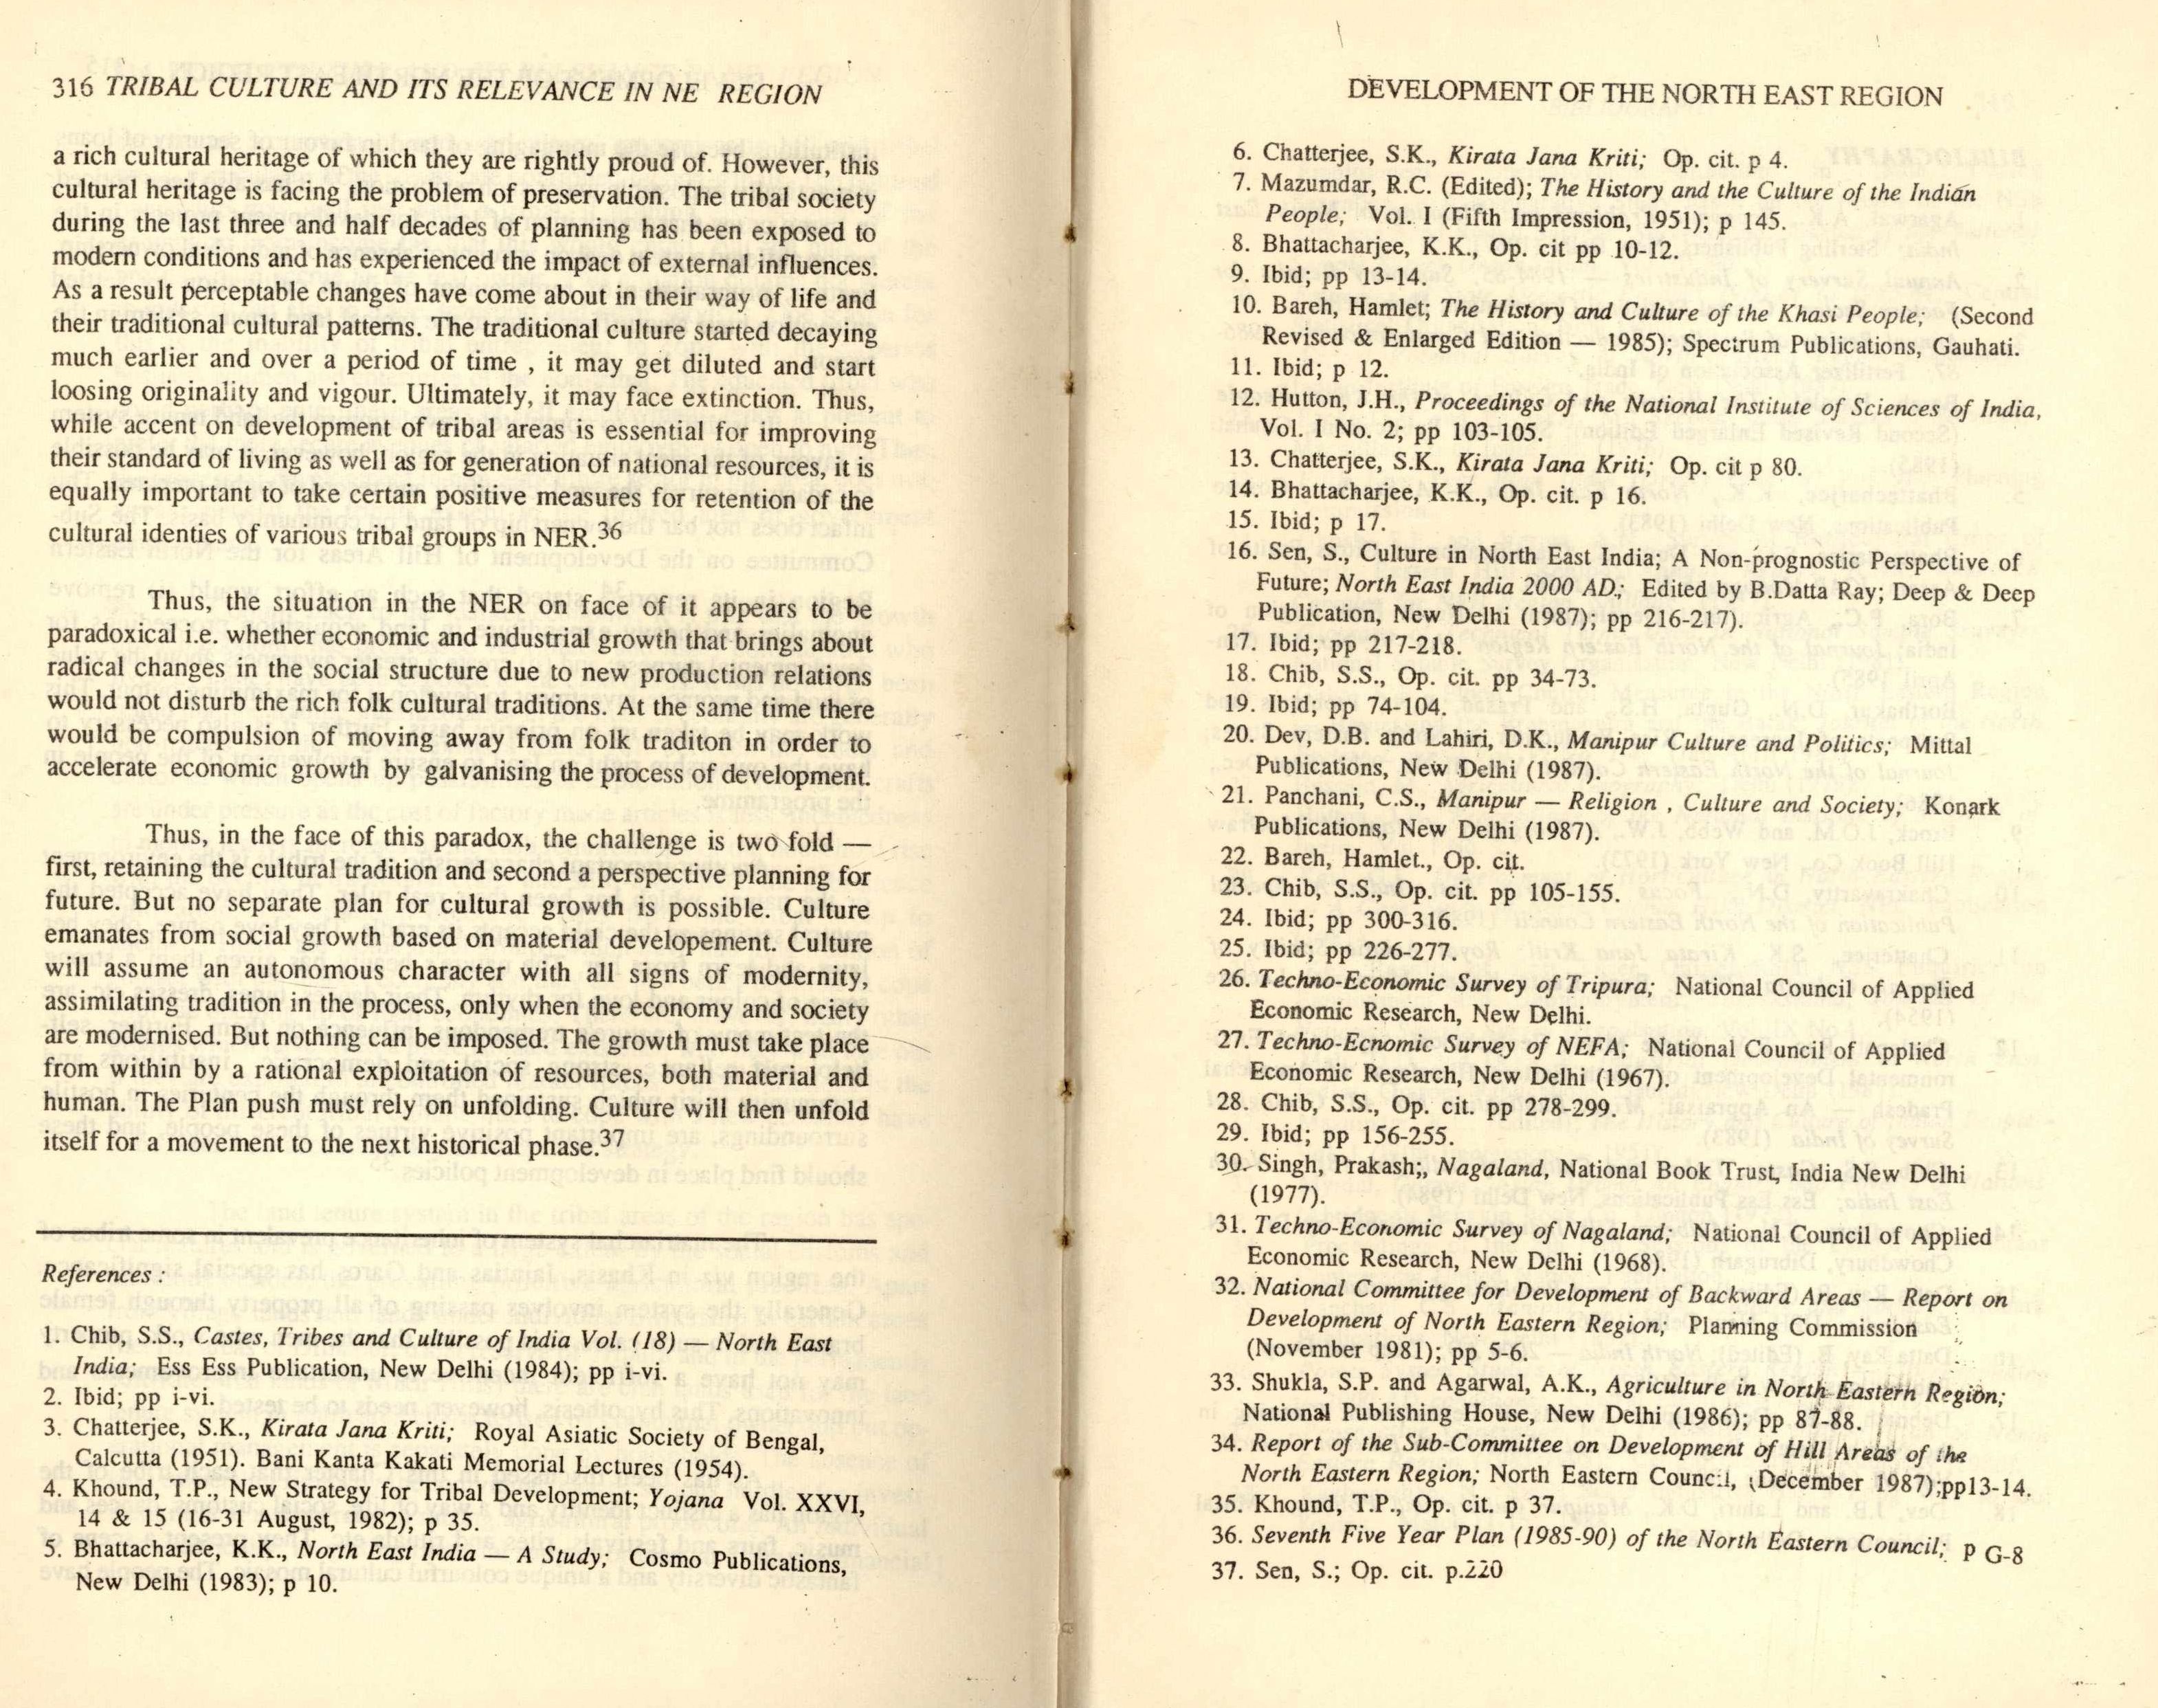 316 TRIBAL CULTURE AND ITS RELEVANCE IN NE REGION
a rich cultural heritage of which they are rightly proud of. However, this
cultural heritage is facing the problem of preservation. The tribal society
during the last three and half decades of planning has been exposed to
modern conditions and has experienced the impact of external influences.
As a result perceptable changes have come about in their way of life and
their traditional cultural patterns. The traditional culture started decaying
much earlier and over a period of time , it may get diluted and start
loosing originality and vigour. Ultimately, it may face extinction. Thus,
while accent on development of tribal areas is essential for improving
their standard of living as well as for generation of national resources, it is
equally important to take certain positive measures for retention of the
cultural identies of various tribal groups in NER.36
Thus, the situation in the NER on face of it appears to be
paradoxical i.e. whether economic and industrial growth that brings about
radical changes in the social structure due to new production relations
would not disturb the rich folk cultural traditions. At the same time there
would be compulsion of moving away from folk traditon in order to
accelerate economic growth by galvanising the process of development.
Thus, in the face of this paradox, the challenge is two fold —
first, retaining the cultural tradition and second a perspective planning for
future. But no separate plan for cultural growth is possible. Culture
emanates from social growth based on material developement. Culture
will assume an autonomous character with all signs of modernity,
assimilating tradition in the process, only when the economy and society
are modernised. But nothing can be imposed. The growth must take place
from within by a rational exploitation of resources, both material and
human. The Plan push must rely on unfolding. Culture will then unfold
itself for a movement to the next historical phase.37
References :
1. Chib, S.S., Castes, Tribes and Culture of India Vol. (18) — North East
India; Ess Ess Publication, New Delhi (1984); pp i-vi.
2. Ibid; pp i-vi.
3. Chatterjee, S.K., Kirata Jana Kriti; Royal Asiatic Society of Bengal,
Calcutta (1951). Bani Kanta Kakati Memorial Lectures (1954).
4. Khound, T.P., New Strategy for Tribal Development; Yojana Vol. XXVI,
14 & 15 (16-31 August, 1982); p 35.
5. Bhattacharjee, K.K., North East India — A Study; Cosmo Publications,
New Delhi (1983); p 10.
DEVELOPMENT OF THE NORTH EAST REGION
6. Chatterjee, S.K., Kirata Jana Kriti; Op. cit. p 4.
7. Mazumdar, R.C. (Edited); The History and the Culture of the Indian
People; Vol. I (Fifth Impression, 1951); p 145.
8. Bhattacharjee, K.K., Op. cit pp 10-12.
9. Ibid; pp 13-14.
10. Bareh, Hamlet; The History and Culture of the Khasi People; (Second
Revised & Enlarged Edition — 1985); Spectrum Publications, Gauhati.
11. Ibid; p 12.
12. Hutton, J.H., Proceedings of the National Institute of Sciences of India,
Vol. I No. 2; pp 103-105.
13. Chatterjee, S.K., Kirata Jana Kriti; Op. cit p 80.
14. Bhattacharjee, K.K., Op. cit. p 16.
15. Ibid; p 17.
16. Sen, S., Culture in North East India; A Non-prognostic Perspective of
Future; North East India 2000 AD.; Edited by B.Datta Ray; Deep & Deep
Publication, New Delhi (1987); pp 216-217).
17. Ibid; pp 217-218.
18. Chib, S.S., Op. cit. pp 34-73.
19. Ibid; pp 74-104.
20. Dev, D.B. and Lahiri, D.K., Manipur Culture and Politics; Mittal
Publications, New Delhi (1987).
21. Panchani, C.S., Manipur — Religion , Culture and Society; Konark
Publications, New Delhi (1987).
22. Bareh, Hamlet., Op. cit.
23. Chib, S.S., Op. cit. pp 105-155.
24. Ibid; pp 300-316.
25. Ibid; pp 226-277.
26. Techno-Economic Survey of Tripura; National Council of Applied
Economic Research, New Delhi.
27. Techno-Ecnomic Survey of NEFA; National Council of Applied
Economic Research, New Delhi (1967).
28. Chib, S.S., Op. cit. pp 278-299.
29. Ibid; pp 156-255.
30. Singh, Prakash;, Nagaland, National Book Trust, India New Delhi
(1977).
31. Techno-Economic Survey of Nagaland; National Council of Applied
Economic Research, New Delhi (1968).
32. National Committee for Development of Backward Areas — Report on
Development of North Eastern Region; Planning Commission
(November 1981); pp 5-6.
33. Shukla, S.P. and Agarwal, A.K., Agriculture in North Eastern Region;
National Publishing House, New Delhi (1986); pp 87-88.
34. Report of the Sub-Committee on Development of Hill Areas of the
North Eastern Region; North Eastern Council, (December 1987);pp13-14.
35. Khound, T.P., Op. cit. p 37.
36. Seventh Five Year Plan (1985-90) of the North Eastern Council; p G-8
37. Sen, S.; Op. cit. p.220